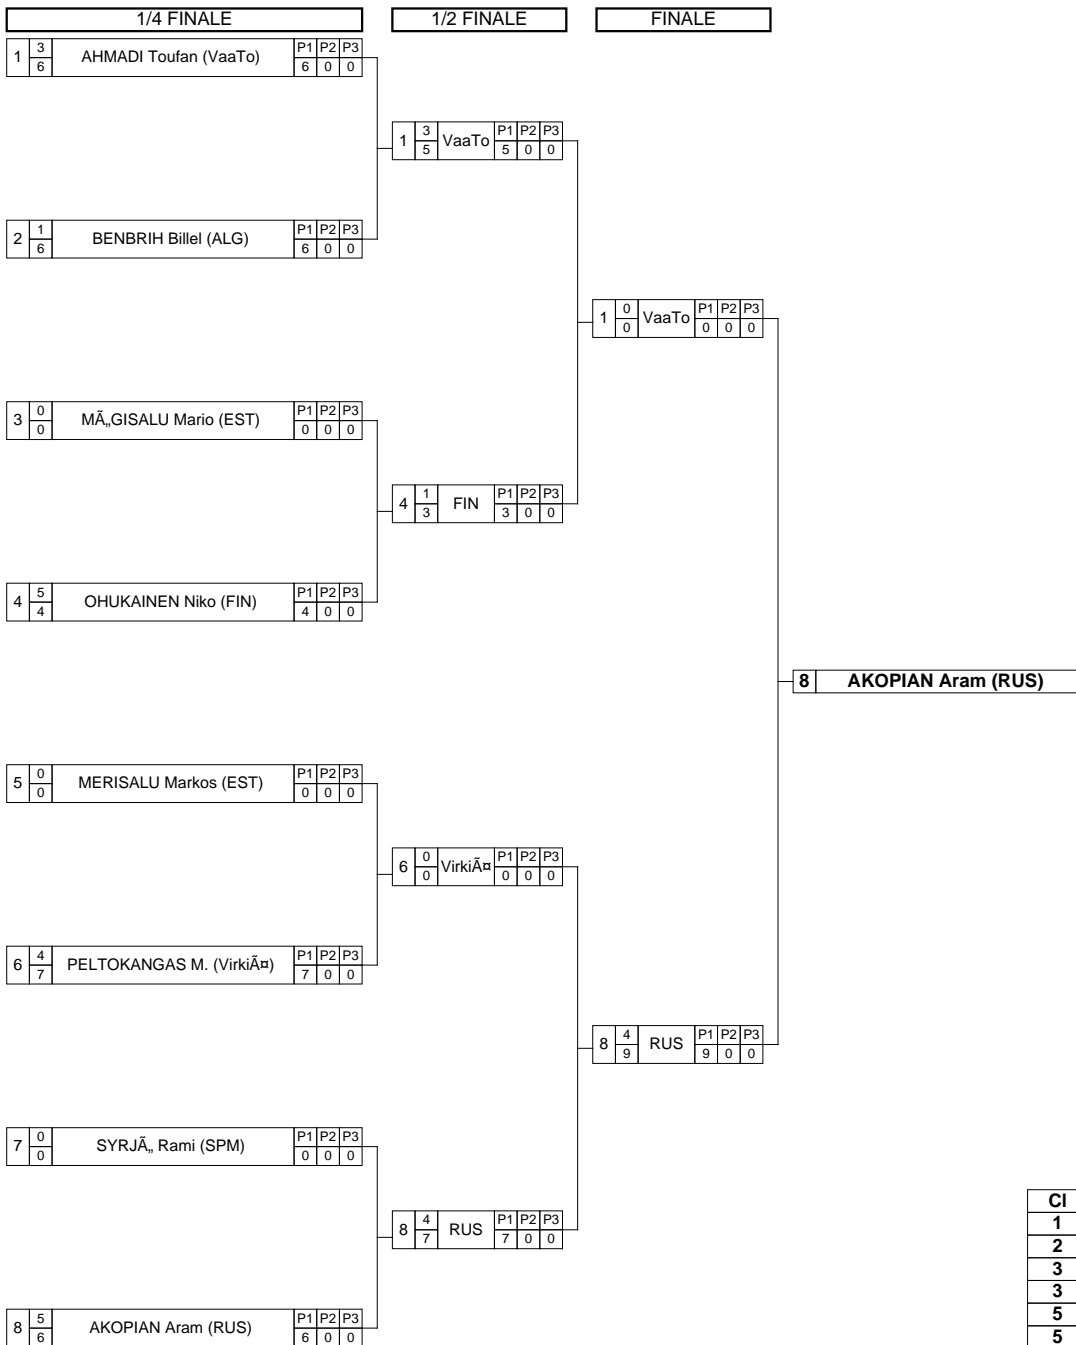 1/4 FINALE 1/2 FINALE FINALE
1 3 6 AHMADI Toufan (VaaTo) P1 P2 P3 6 0 0
1 3 5 VaaTo P1 P2 P3 5 0 0
2 1 6 BENBRIH Billel (ALG) P1 P2 P3 6 0 0
1 0 0 VaaTo P1 P2 P3 0 0 0
3 0 0 MÃ„GISALU Mario (EST) P1 P2 P3 0 0 0
4 1 3 FIN P1 P2 P3 3 0 0
4 5 4 OHUKAINEN Niko (FIN) P1 P2 P3 4 0 0
8 AKOPIAN Aram (RUS)
5 0 0 MERISALU Markos (EST) P1 P2 P3 0 0 0
6 0 0 VirkiÃ¤ P1 P2 P3 0 0 0
6 4 7 PELTOKANGAS M. (VirkiÃ¤) P1 P2 P3 7 0 0
8 4 9 RUS P1 P2 P3 9 0 0
7 0 0 SYRJÃ„ Rami (SPM) P1 P2 P3 0 0 0
8 4 7 RUS P1 P2 P3 7 0 0
8 5 6 AKOPIAN Aram (RUS) P1 P2 P3 6 0 0
Cl
1
2
3
3
5
5